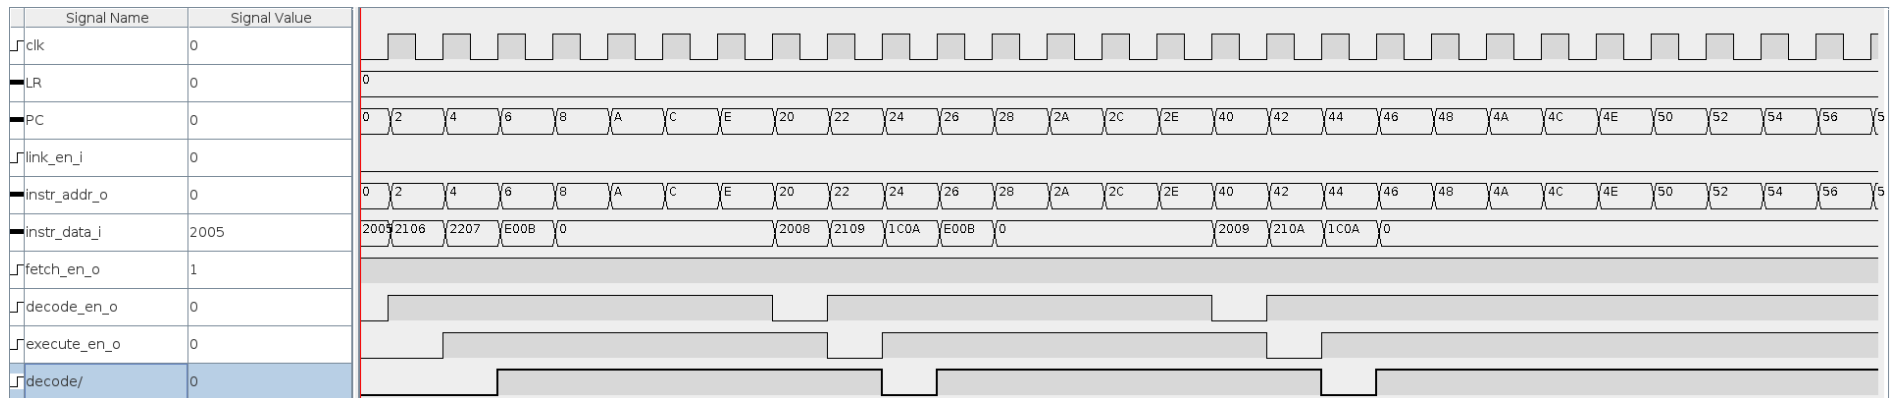 Signal Name Signal Value
clk 0
LR 0 0
PC 0 0 2 4 6 8 A C E 20 22 24 26 28 2A 2C 2E 40 42 44 46 48 4A 4C 4E 50 52 54 56 5
link_en_i 0
instr_addr_o 0 0 2 4 6 8 A C E 20 22 24 26 28 2A 2C 2E 40 42 44 46 48 4A 4C 4E 50 52 54 56 5
instr_data_i 2005 2005 2106 2207 E00B 0 2008 2109 1C0A E00B 0 2009 210A 1C0A 0
fetch_en_o 1
decode_en_o 0
execute_en_o 0
decode/ 0